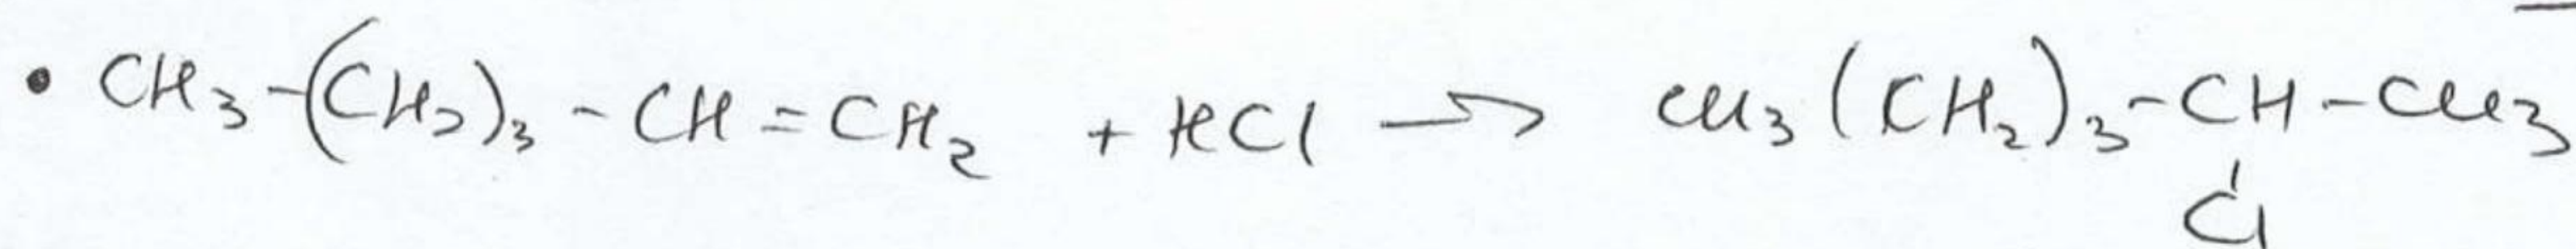 • CH₃-(CH₂)₃-CH=CH₂ + HCl → CH₃(CH₂)₃-CH-CH₃
Cl